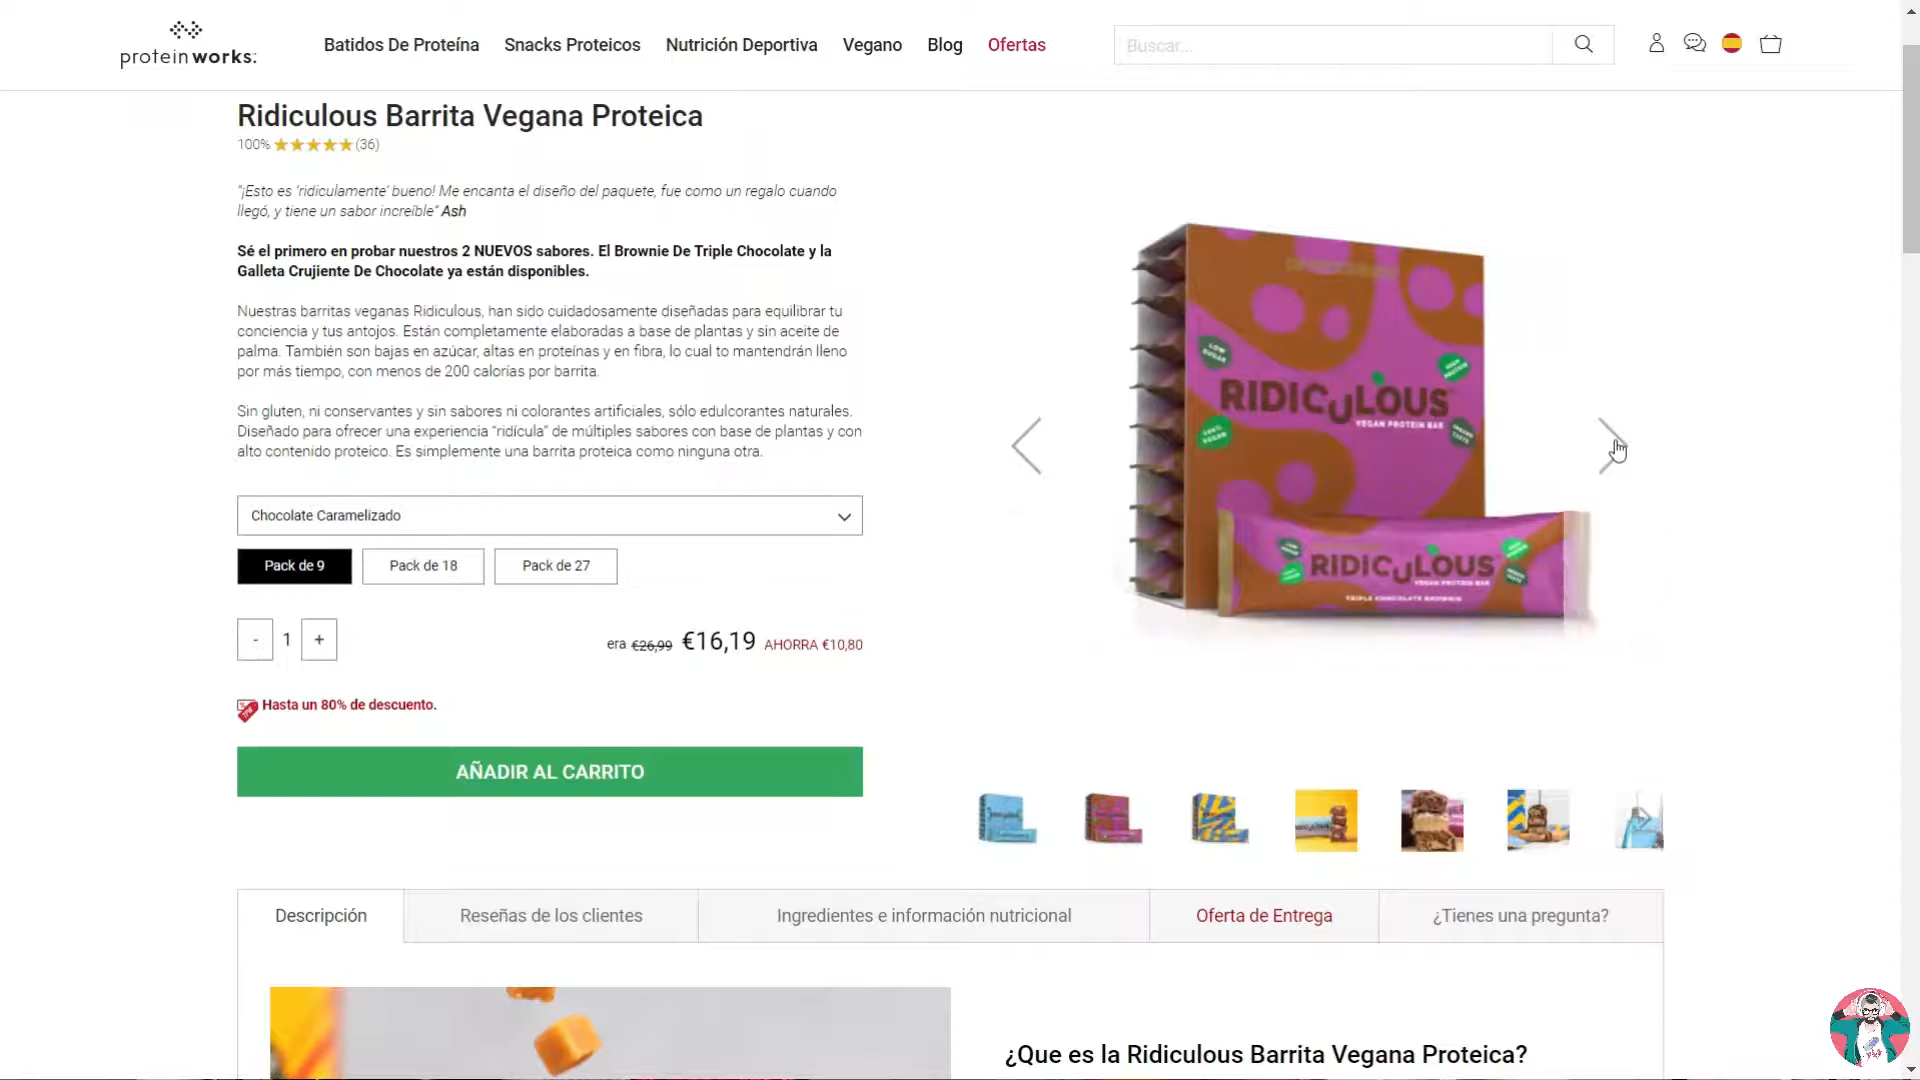 protein works:
Batidos De Proteína Snacks Proteicos Nutrición Deportiva Vegano Blog Ofertas
Buscar...
Ridiculous Barrita Vegana Proteica
100% (36)
"¡Esto es 'ridiculamente' bueno! Me encanta el diseño del paquete, fue como un regalo cuando
llegó, y tiene un sabor increíble" Ash
Sé el primero en probar nuestros 2 NUEVOS sabores. El Brownie De Triple Chocolate y la
Galleta Crujiente De Chocolate ya están disponibles.
Nuestras barritas veganas Ridiculous, han sido cuidadosamente diseñadas para equilibrar tu
conciencia y tus antojos. Están completamente elaboradas a base de plantas y sin aceite de
palma. También son bajas en azúcar, altas en proteínas y en fibra, lo cual to mantendrán lleno
por más tiempo, con menos de 200 calorías por barrita.
Sin gluten, ni conservantes y sin sabores ni colorantes artificiales, sólo edulcorantes naturales.
Diseñado para ofrecer una experiencia “ridícula” de múltiples sabores con base de plantas y con
alto contenido proteico. Es simplemente una barrita proteica como ninguna otra.
Chocolate Caramelizado
Pack de 9 Pack de 18 Pack de 27
- 1 +
era €26,99 €16,19 AHORRA €10,80
Hasta un 80% de descuento.
AÑADIR AL CARRITO
LOW SUGAR
HIGH PROTEIN
RIDICULOUS
VEGAN PROTEIN BAR
100% VEGAN
RIDICULOUS
VEGAN PROTEIN BAR
TRIPLE CHOCOLATE BROWNIE
Descripción Reseñas de los clientes Ingredientes e información nutricional Oferta de Entrega ¿Tienes una pregunta?
¿Que es la Ridiculous Barrita Vegana Proteica?